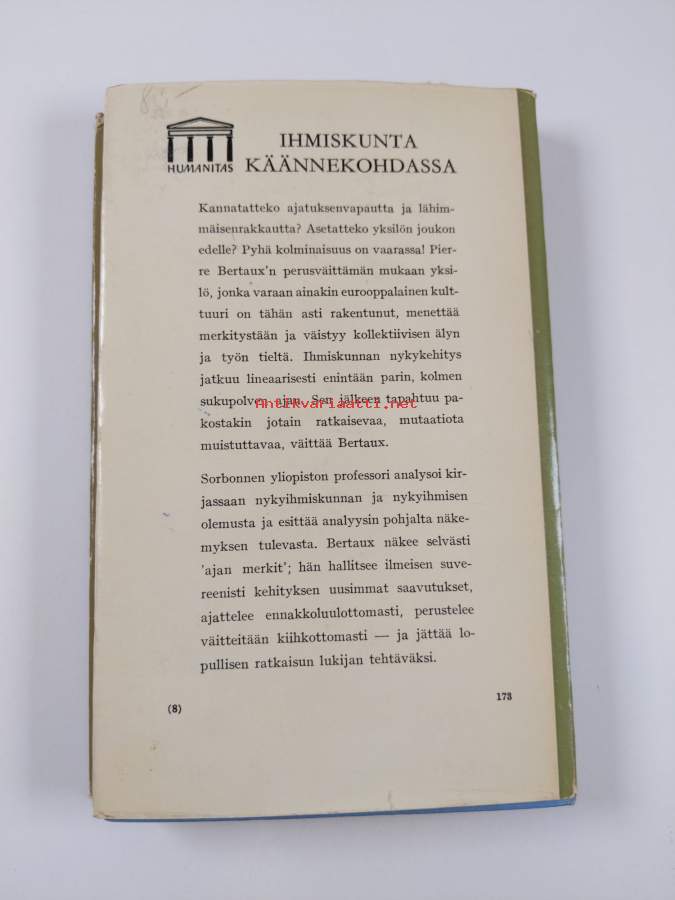 IHMISKUNTA
HUMANITAS KÄÄNNEKOHDASSA
Kannatatteko ajatuksenvapautta ja lähim-
mäisenrakkautta? Asetatteko yksilön joukon
edelle? Pyhä kolminaisuus on vaarassa! Pier-
re Bertaux'n perusväittämän mukaan yksi-
lö, jonka varaan ainakin eurooppalainen kult-
tuuri on tähän asti rakentunut, menettää
merkitystään ja väistyy kollektiivisen älyn
ja työn tieltä. Ihmiskunnan nykykehitys
jatkuu lineaarisesti enintään parin, kolmen
sukupolven ajan. Sen jälkeen tapahtuu pa-
Antikvariaatti.net
kostakin jotain ratkaisevaa, mutaatiota
muistuttavaa, väittää Bertaux.
Sorbonnen yliopiston professori analysoi kir-
jassaan nykyihmiskunnan ja nykyihmisen
olemusta ja esittää analyysin pohjalta näke-
myksen tulevasta. Bertaux näkee selvästi
'ajan merkit'; hän hallitsee ilmeisen suve-
reenisti kehityksen uusimmat saavutukset,
ajattelee ennakkoluulottomasti, perustelee
väitteitään kiihkottomasti — ja jättää lo-
pullisen ratkaisun lukijan tehtäväksi.
(8) 173